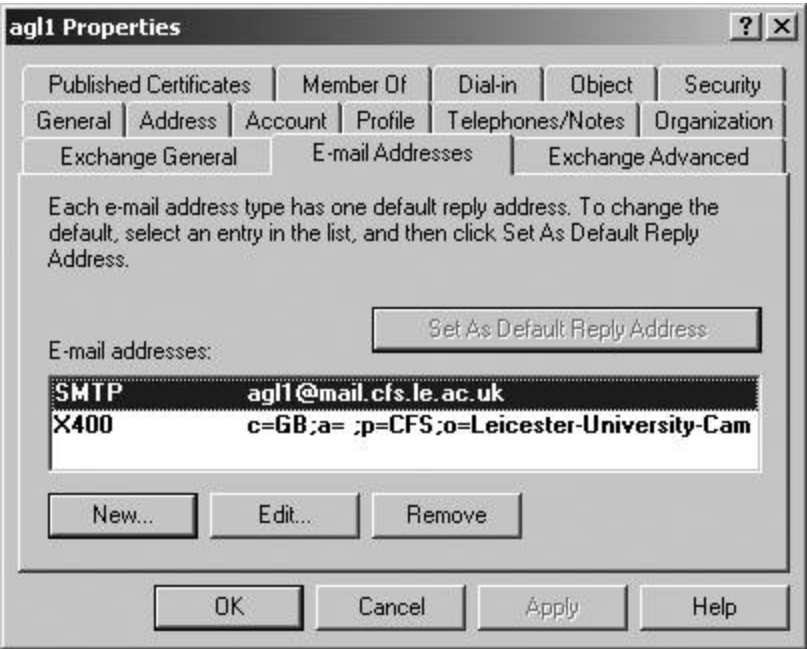 agl1 Properties
? X
Published Certificates Member Of Dial-in Object Security
General Address Account Profile Telephones/Notes Organization
Exchange General E-mail Addresses Exchange Advanced
Each e-mail address type has one default reply address. To change the
default, select an entry in the list, and then click Set As Default Reply
Address.
Set As Default Reply Address
E-mail addresses:
SMTP agl1@mail.cfs.le.ac.uk
X400 c=GB;a= ;p=CFS;o=Leicester-University-Cam
New... Edit... Remove
OK Cancel Apply Help